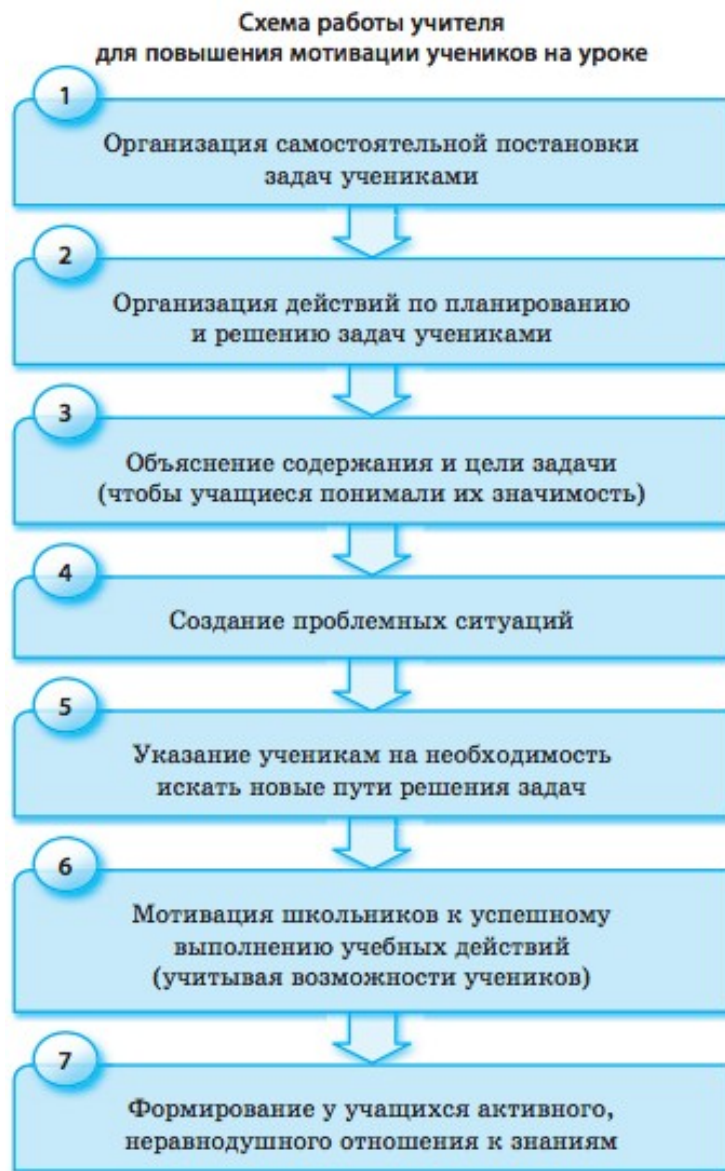 Схема работы учителя
для повышения мотивации учеников на уроке
1
Организация самостоятельной постановки
задач учениками
2
Организация действий по планированию
и решению задач учениками
3
Объяснение содержания и цели задачи
(чтобы учащиеся понимали их значимость)
4
Создание проблемных ситуаций
5
Указание ученикам на необходимость
искать новые пути решения задач
6
Мотивация школьников к успешному
выполнению учебных действий
(учитывая возможности учеников)
7
Формирование у учащихся активного,
неравнодушного отношения к знаниям